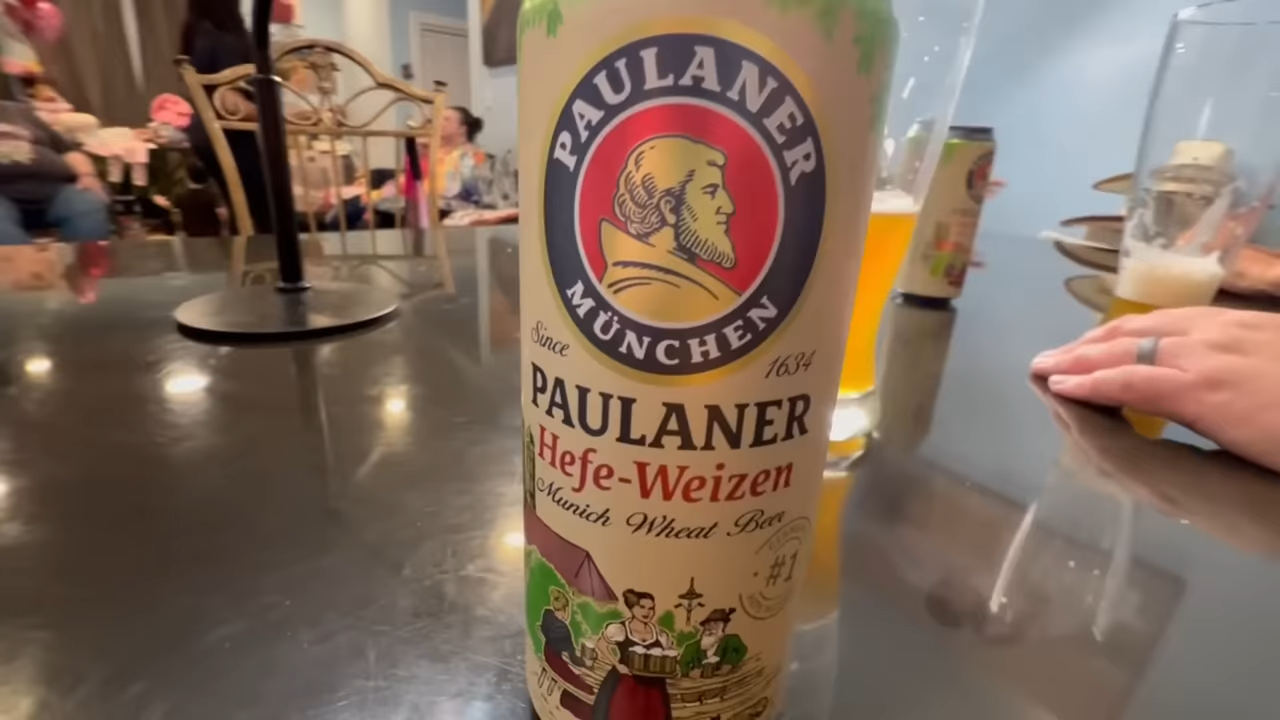 PAULANER
MÜNCHEN
Since 1634
PAULANER
Hefe-Weizen
Munich Wheat Beer
#1